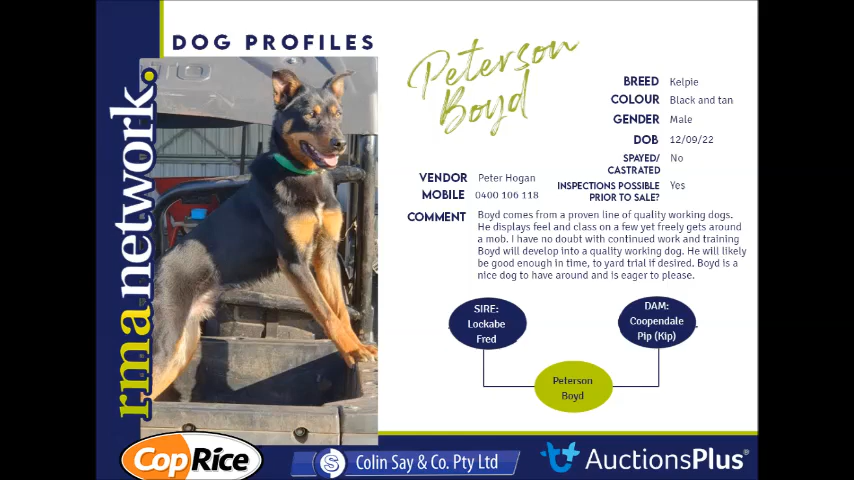 DOG PROFILES
rma network.
Peterson
Boyd
BREED Kelpie
COLOUR Black and tan
GENDER Male
DOB 12/09/22
SPAYED/
CASTRATED No
INSPECTIONS POSSIBLE
PRIOR TO SALE? Yes
VENDOR Peter Hogan
MOBILE 0400 106 118
COMMENT Boyd comes from a proven line of quality working dogs.
He displays feel and class on a few yet freely gets around
a mob. I have no doubt with continued work and training
Boyd will develop into a quality working dog. He will likely
be good enough in time, to yard trial if desired. Boyd is a
nice dog to have around and is eager to please.
SIRE:
Lockabe
Fred
DAM:
Coopendale
Pip (Kip)
Peterson
Boyd
CopRice
S Colin Say & Co. Pty Ltd
AuctionsPlus®